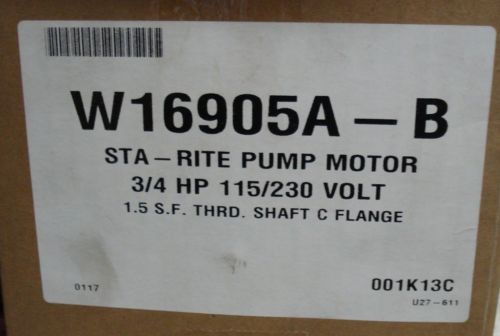 W16905A – B
STA – RITE PUMP MOTOR
3/4 HP 115/230 VOLT
1.5 S.F. THRD. SHAFT C FLANGE
0117
001K13C
U27-611